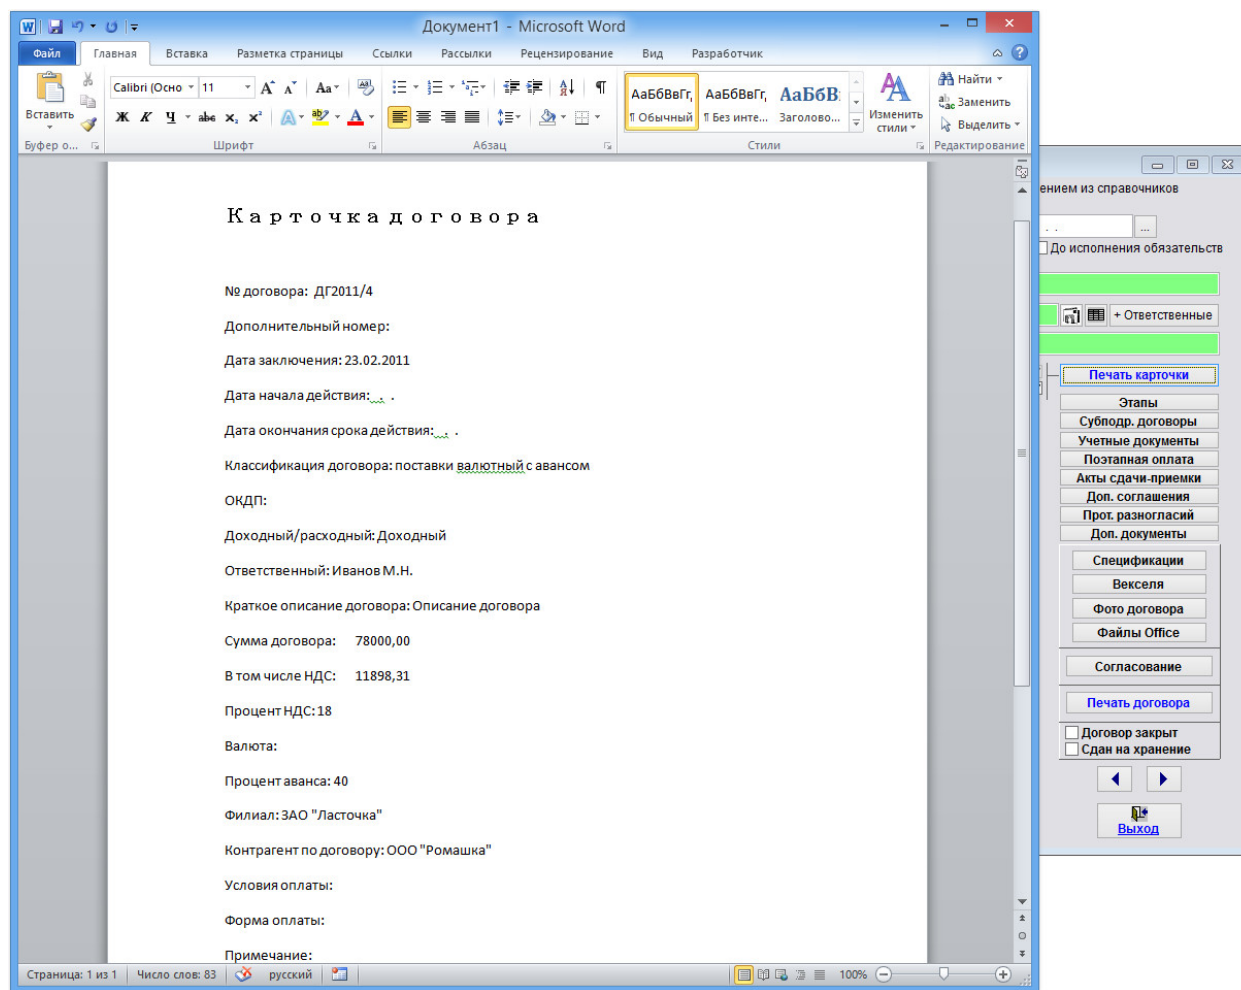 Документ1 - Microsoft Word
Файл Главная Вставка Разметка страницы Ссылки Рассылки Рецензирование Вид Разработчик
Вставить
Calibri (Осно 11
Ж К Ч abc x₂ x²
АаБбВвГг, АаБбВвГг, АаБбВ
¶ Обычный ¶ Без инте... Заголово...
Изменить стили
Найти
Заменить
Выделить
Буфер о... Шрифт Абзац Стили Редактирование
Карточка договора
№ договора: ДГ2011/4
Дополнительный номер:
Дата заключения: 23.02.2011
Дата начала действия: . .
Дата окончания срока действия: . .
Классификация договора: поставки валютный с авансом
ОКДП:
Доходный/расходный: Доходный
Ответственный: Иванов М.Н.
Краткое описание договора: Описание договора
Сумма договора: 78000,00
В том числе НДС: 11898,31
Процент НДС: 18
Валюта:
Процент аванса: 40
Филиал: ЗАО "Ласточка"
Контрагент по договору: ООО "Ромашка"
Условия оплаты:
Форма оплаты:
Примечание:
Страница: 1 из 1 Число слов: 83 русский 100%
ением из справочников
. . ...
До исполнения обязательств
+ Ответственные
Печать карточки
Этапы
Субподр. договоры
Учетные документы
Поэтапная оплата
Акты сдачи-приемки
Доп. соглашения
Прот. разногласий
Доп. документы
Спецификации
Векселя
Фото договора
Файлы Office
Согласование
Печать договора
Договор закрыт
Сдан на хранение
Выход